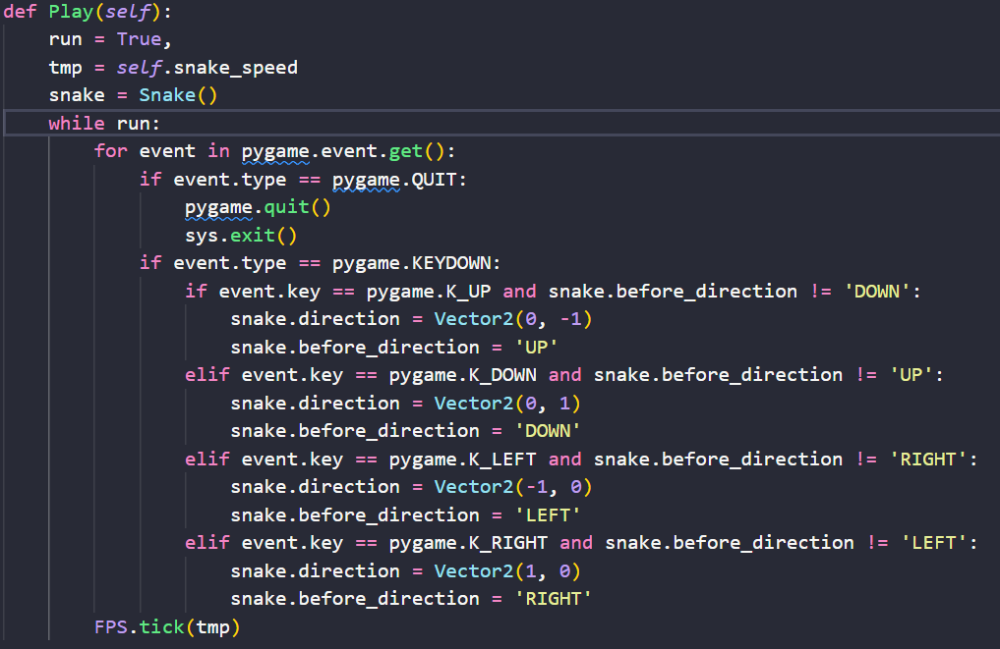 def Play(self):
    run = True,
    tmp = self.snake_speed
    snake = Snake()
    while run:
        for event in pygame.event.get():
            if event.type == pygame.QUIT:
                pygame.quit()
                sys.exit()
            if event.type == pygame.KEYDOWN:
                if event.key == pygame.K_UP and snake.before_direction != 'DOWN':
                    snake.direction = Vector2(0, -1)
                    snake.before_direction = 'UP'
                elif event.key == pygame.K_DOWN and snake.before_direction != 'UP':
                    snake.direction = Vector2(0, 1)
                    snake.before_direction = 'DOWN'
                elif event.key == pygame.K_LEFT and snake.before_direction != 'RIGHT':
                    snake.direction = Vector2(-1, 0)
                    snake.before_direction = 'LEFT'
                elif event.key == pygame.K_RIGHT and snake.before_direction != 'LEFT':
                    snake.direction = Vector2(1, 0)
                    snake.before_direction = 'RIGHT'
        FPS.tick(tmp)